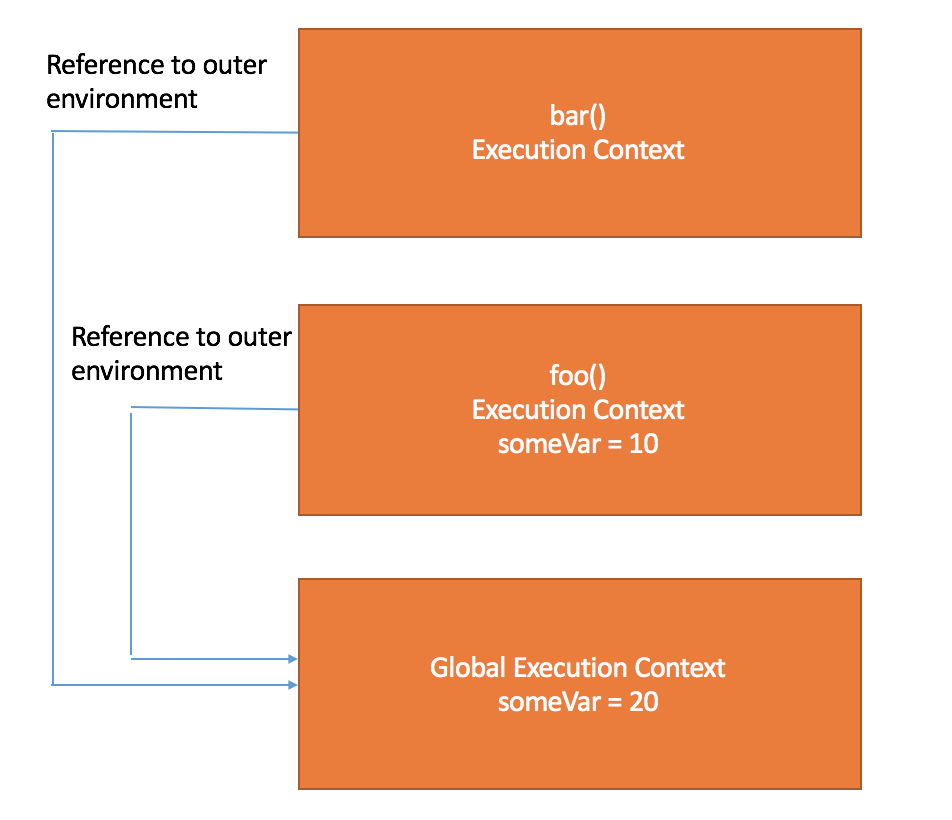 Reference to outer
environment
bar()
Execution Context
Reference to outer
environment
foo()
Execution Context
someVar = 10
Global Execution Context
someVar = 20